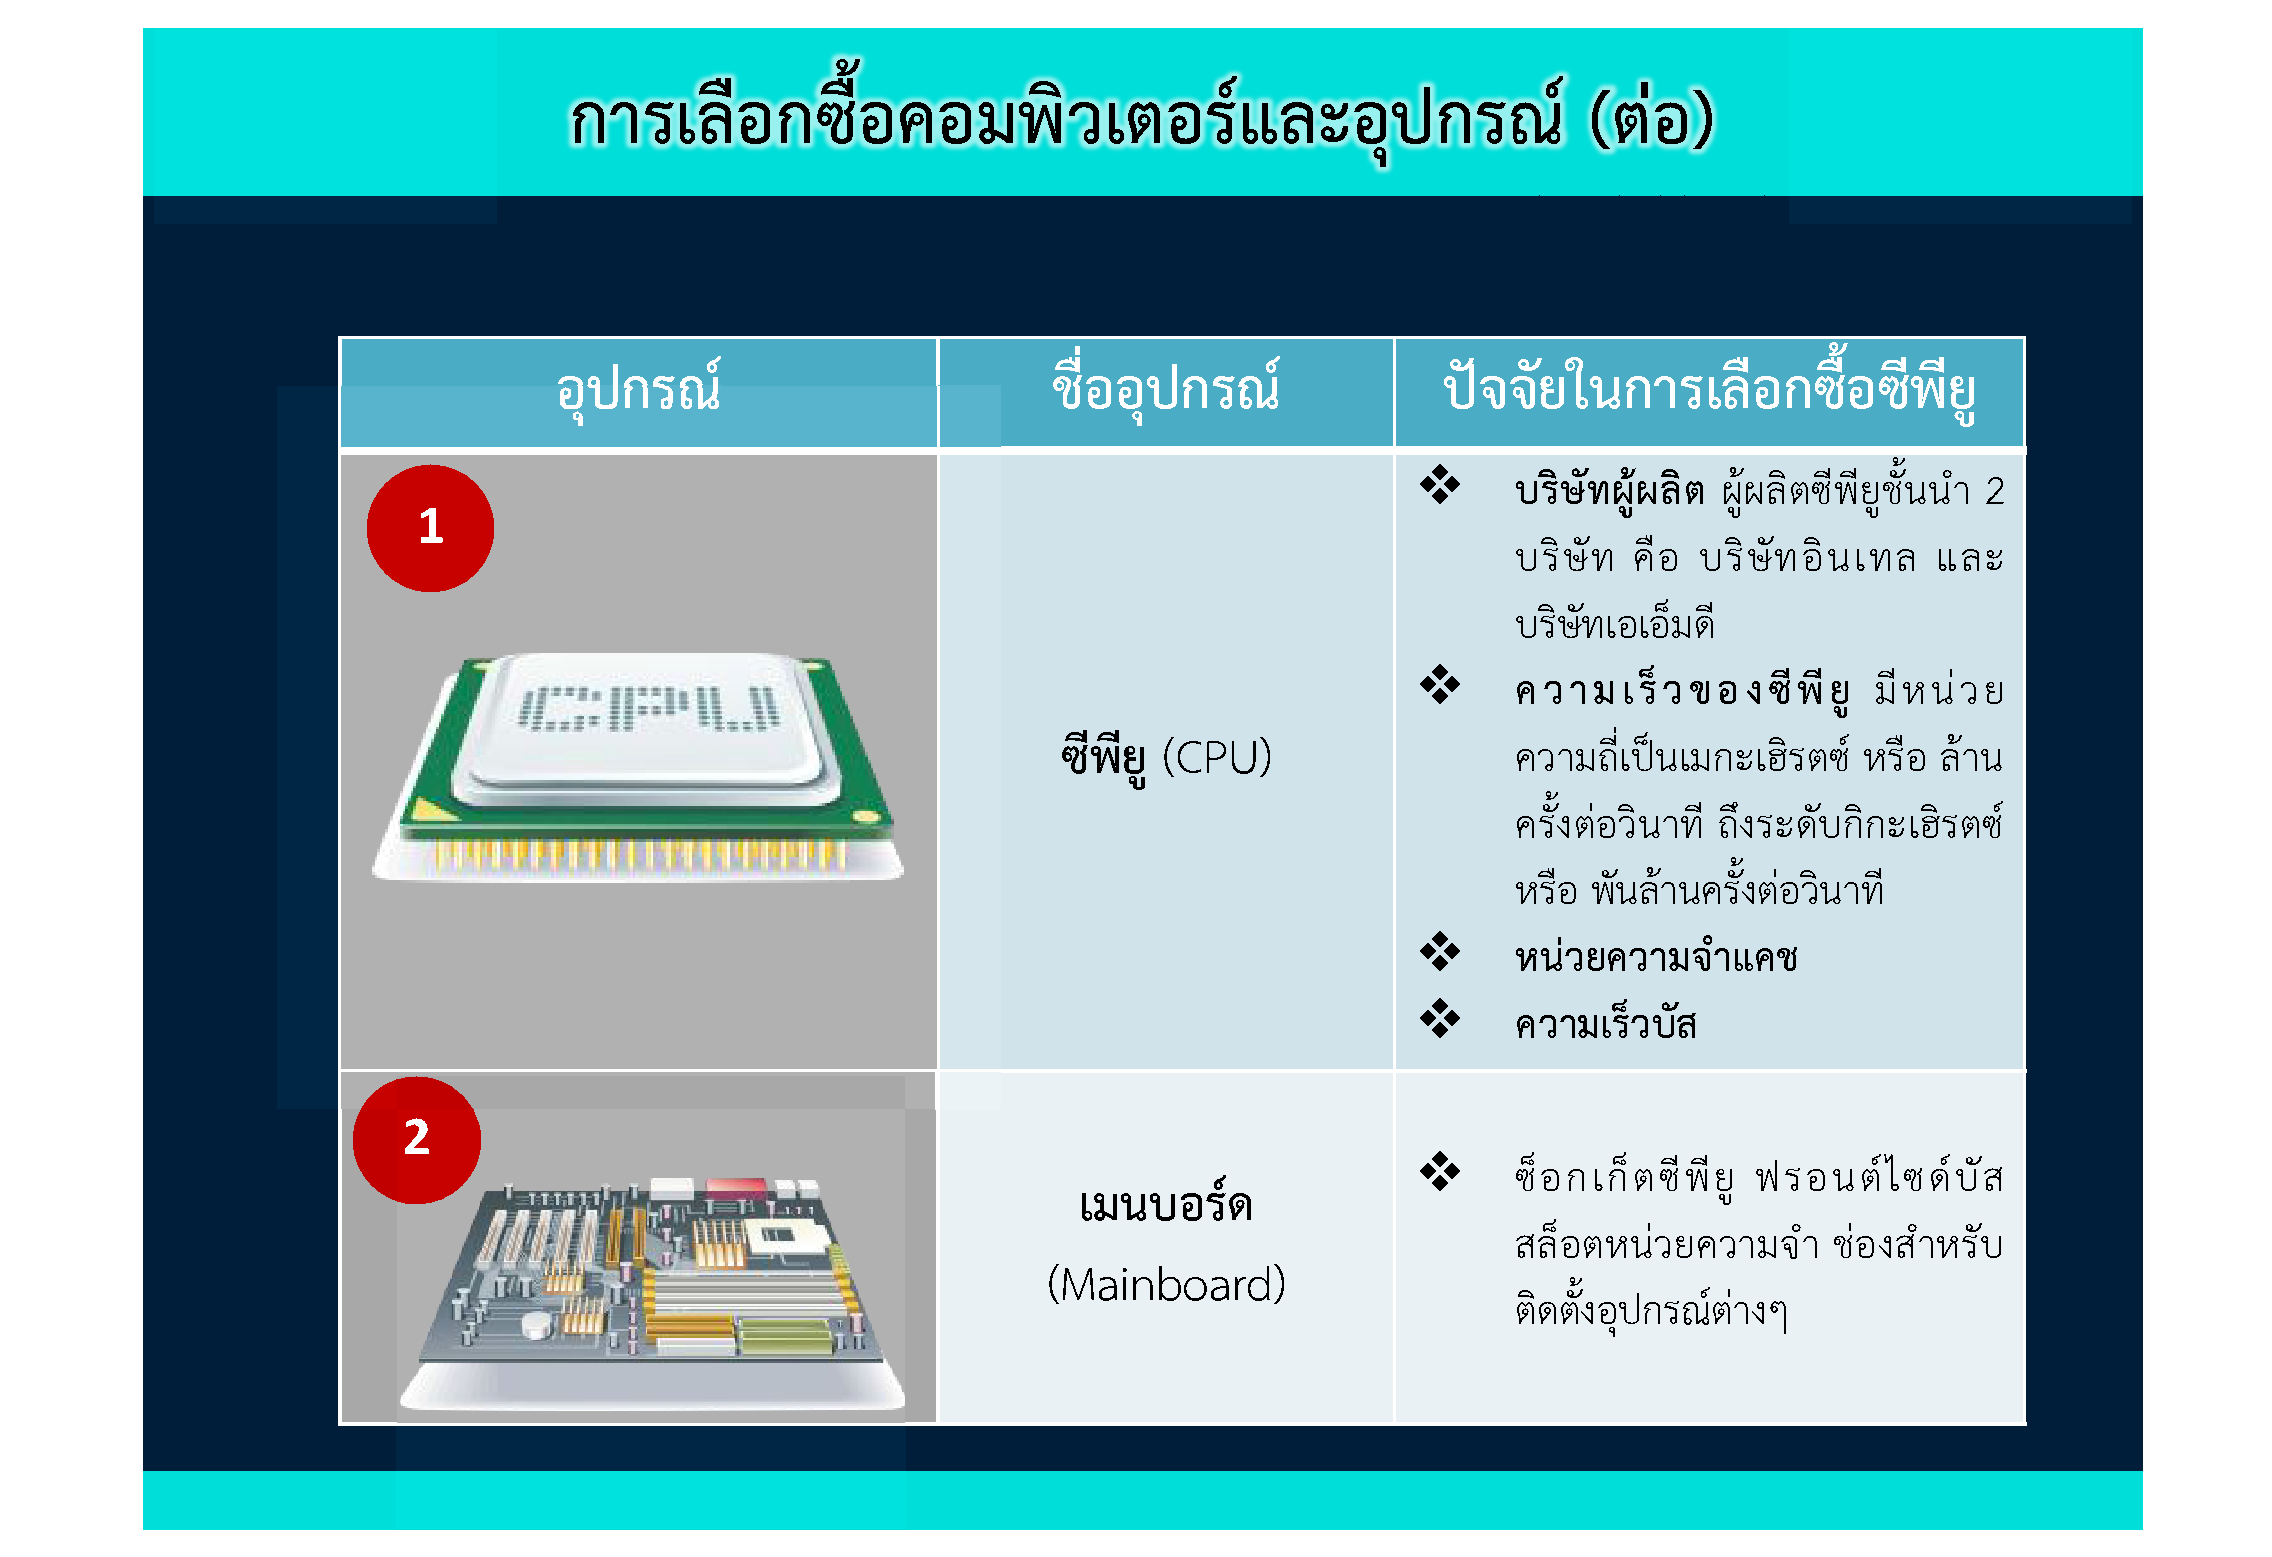 การเลือกซื้อคอมพิวเตอร์และอุปกรณ์ (ต่อ)
อุปกรณ์
ชื่ออุปกรณ์
ปัจจัยในการเลือกซื้อซีพียู
1
CPU
ซีพียู (CPU)
❖ บริษัทผู้ผลิต ผู้ผลิตซีพียูชั้นนำ 2
บริษัท คือ บริษัทอินเทล และ
บริษัทเอเอ็มดี
❖ ความเร็วของซีพียู มีหน่วย
ความถี่เป็นเมกะเฮิรตซ์ หรือ ล้าน
ครั้งต่อวินาที ถึงระดับกิกะเฮิรตซ์
หรือ พันล้านครั้งต่อวินาที
❖ หน่วยความจำแคช
❖ ความเร็วบัส
2
เมนบอร์ด
(Mainboard)
❖ ซ็อกเก็ตซีพียู ฟรอนต์ไซด์บัส
สล็อตหน่วยความจำ ช่องสำหรับ
ติดตั้งอุปกรณ์ต่างๆ